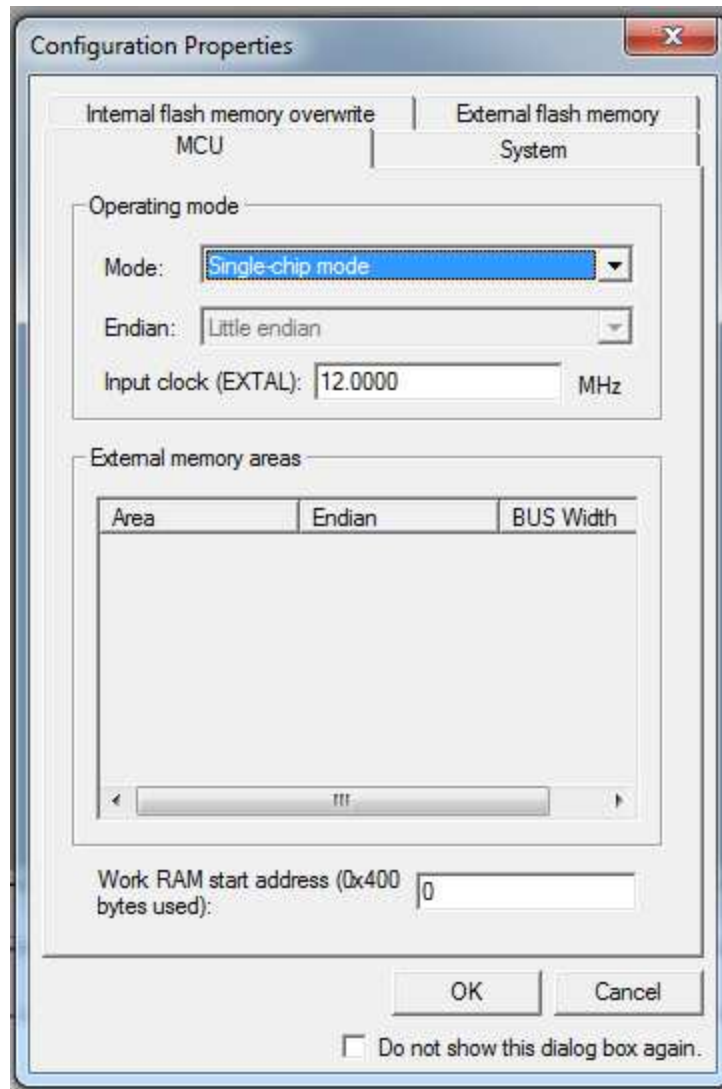 Configuration Properties
Internal flash memory overwrite
External flash memory
MCU
System
Operating mode
Mode:
Single-chip mode
Endian:
Little endian
Input clock (EXTAL):
12.0000
MHz
External memory areas
Area
Endian
BUS Width
Work RAM start address (0x400
bytes used):
0
OK
Cancel
Do not show this dialog box again.